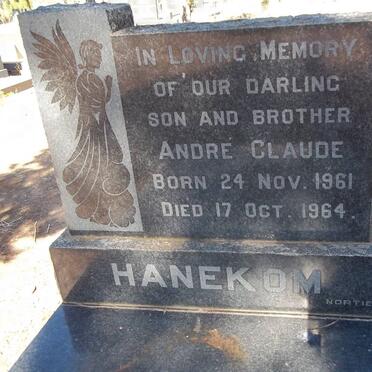 IN LOVING MEMORY
OF OUR DARLING
SON AND BROTHER
ANDRE CLAUDE
BORN 24 NOV. 1961
DIED 17 OCT. 1964.
HANEKOM